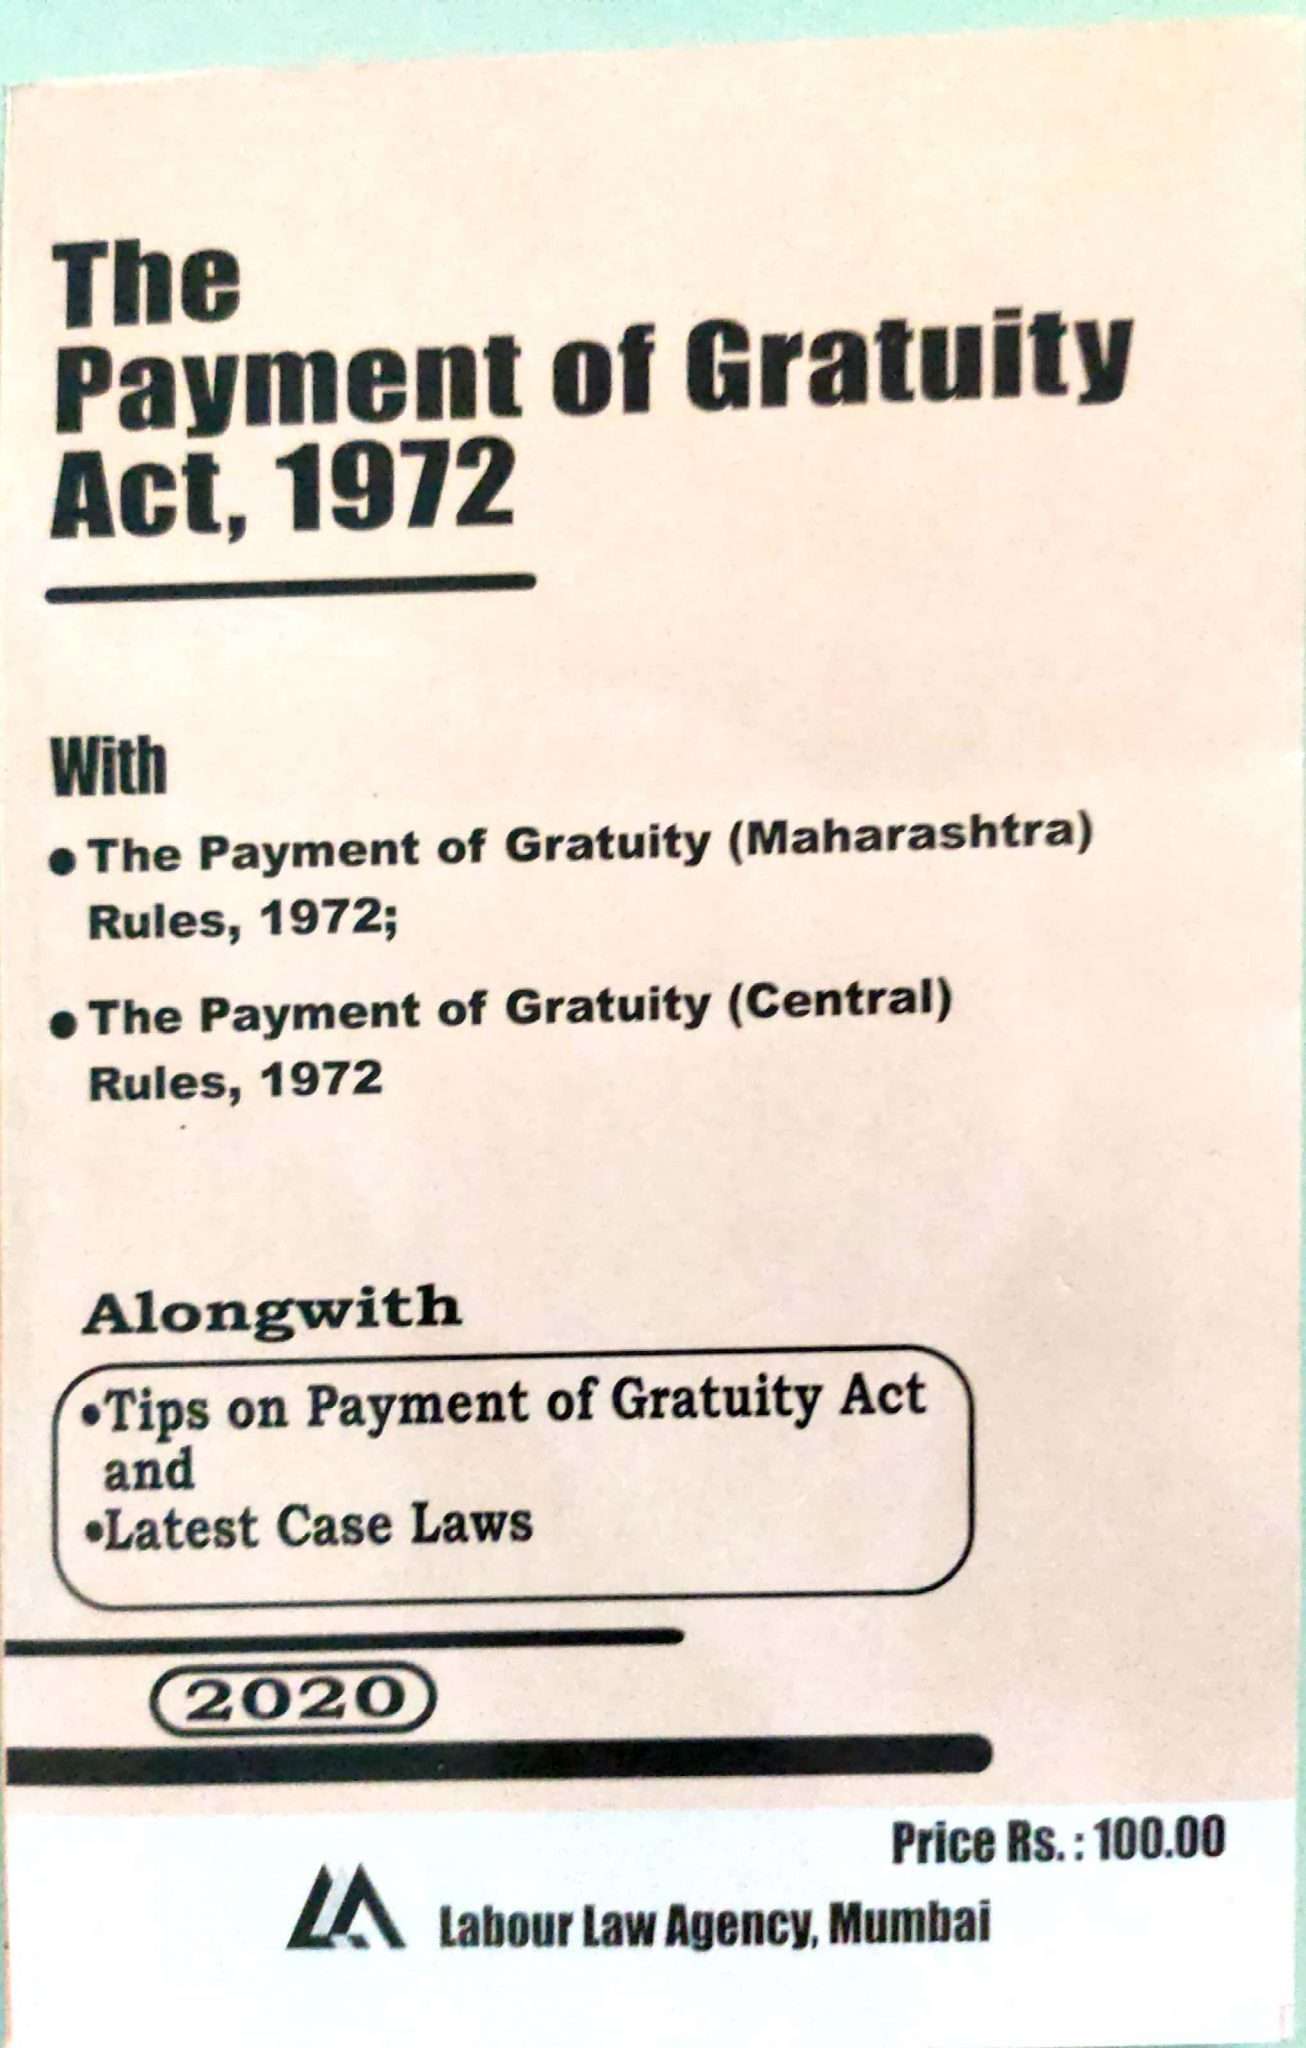 The
Payment of Gratuity
Act, 1972
With
• The Payment of Gratuity (Maharashtra)
Rules, 1972;
• The Payment of Gratuity (Central)
Rules, 1972
Alongwith
•Tips on Payment of Gratuity Act
and
•Latest Case Laws
2020
Price Rs. : 100.00
Labour Law Agency, Mumbai